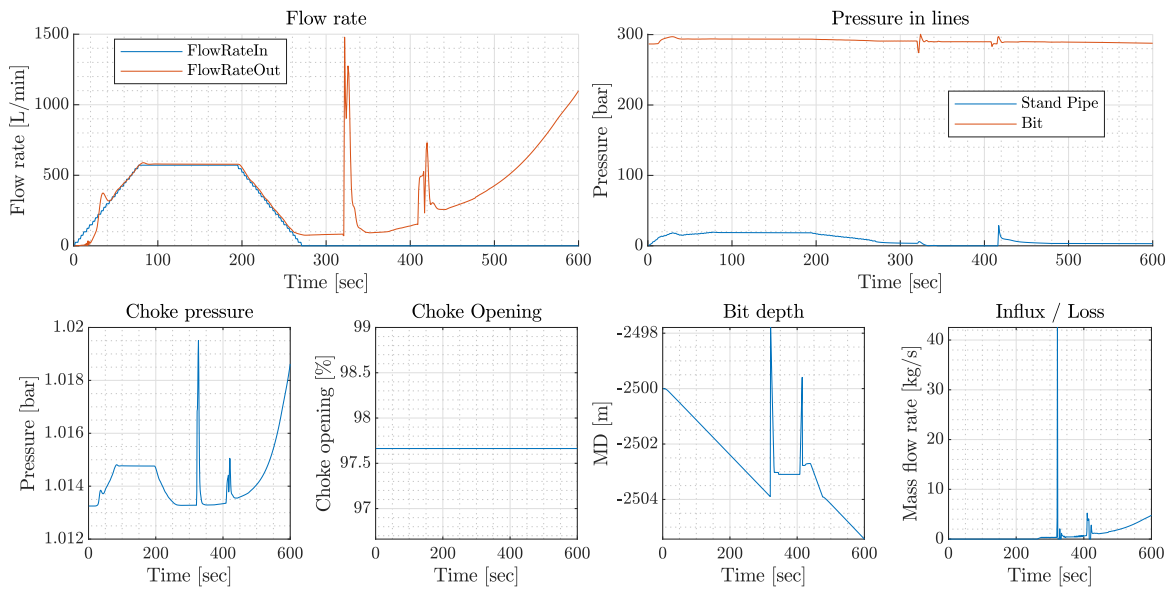 Flow rate
FlowRateIn
FlowRateOut
Flow rate [L/min]
1500
1000
500
0
0 100 200 300 400 500 600
Time [sec]
Pressure in lines
Stand Pipe
Bit
Pressure [bar]
300
200
100
0
0 100 200 300 400 500 600
Time [sec]
Choke pressure
Pressure [bar]
1.02
1.018
1.016
1.014
1.012
0 200 400 600
Time [sec]
Choke Opening
Choke opening [%]
99
98.5
98
97.5
97
0 200 400 600
Time [sec]
Bit depth
MD [m]
-2498
-2500
-2502
-2504
0 200 400 600
Time [sec]
Influx / Loss
Mass flow rate [kg/s]
40
30
20
10
0
0 200 400 600
Time [sec]